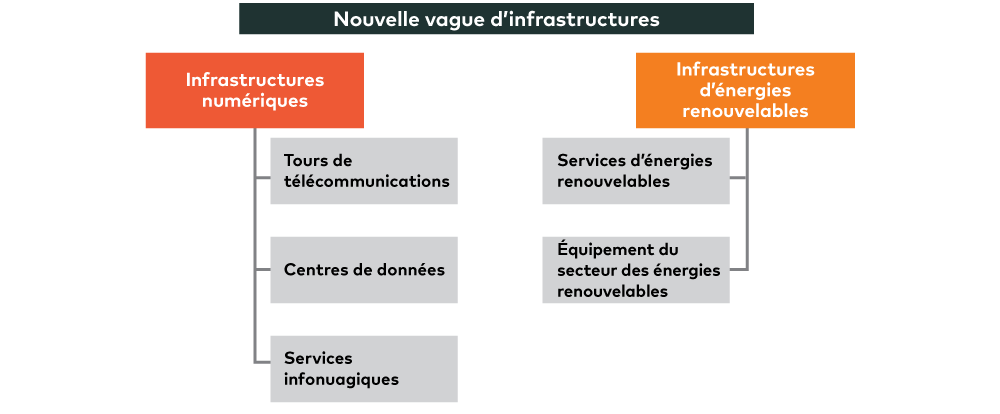 Nouvelle vague d’infrastructures
Infrastructures
numériques
Tours de
télécommunications
Centres de données
Services
infonuagiques
Infrastructures
d’énergies
renouvelables
Services d’énergies
renouvelables
Équipement du
secteur des énergies
renouvelables